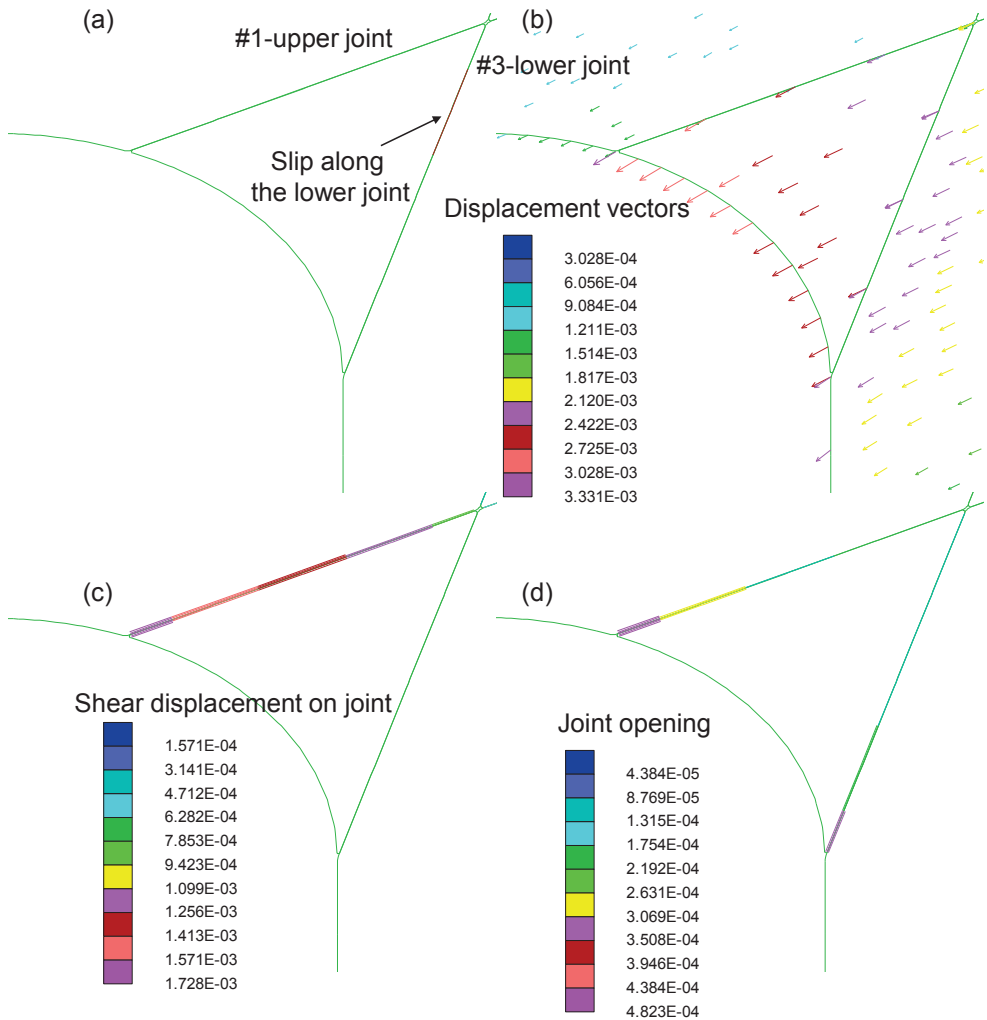 (a)
#1-upper joint
Slip along
the lower joint
(b)
#3-lower joint
Displacement vectors
3.028E-04
6.056E-04
9.084E-04
1.211E-03
1.514E-03
1.817E-03
2.120E-03
2.422E-03
2.725E-03
3.028E-03
3.331E-03
(c)
Shear displacement on joint
1.571E-04
3.141E-04
4.712E-04
6.282E-04
7.853E-04
9.423E-04
1.099E-03
1.256E-03
1.413E-03
1.571E-03
1.728E-03
(d)
Joint opening
4.384E-05
8.769E-05
1.315E-04
1.754E-04
2.192E-04
2.631E-04
3.069E-04
3.508E-04
3.946E-04
4.384E-04
4.823E-04